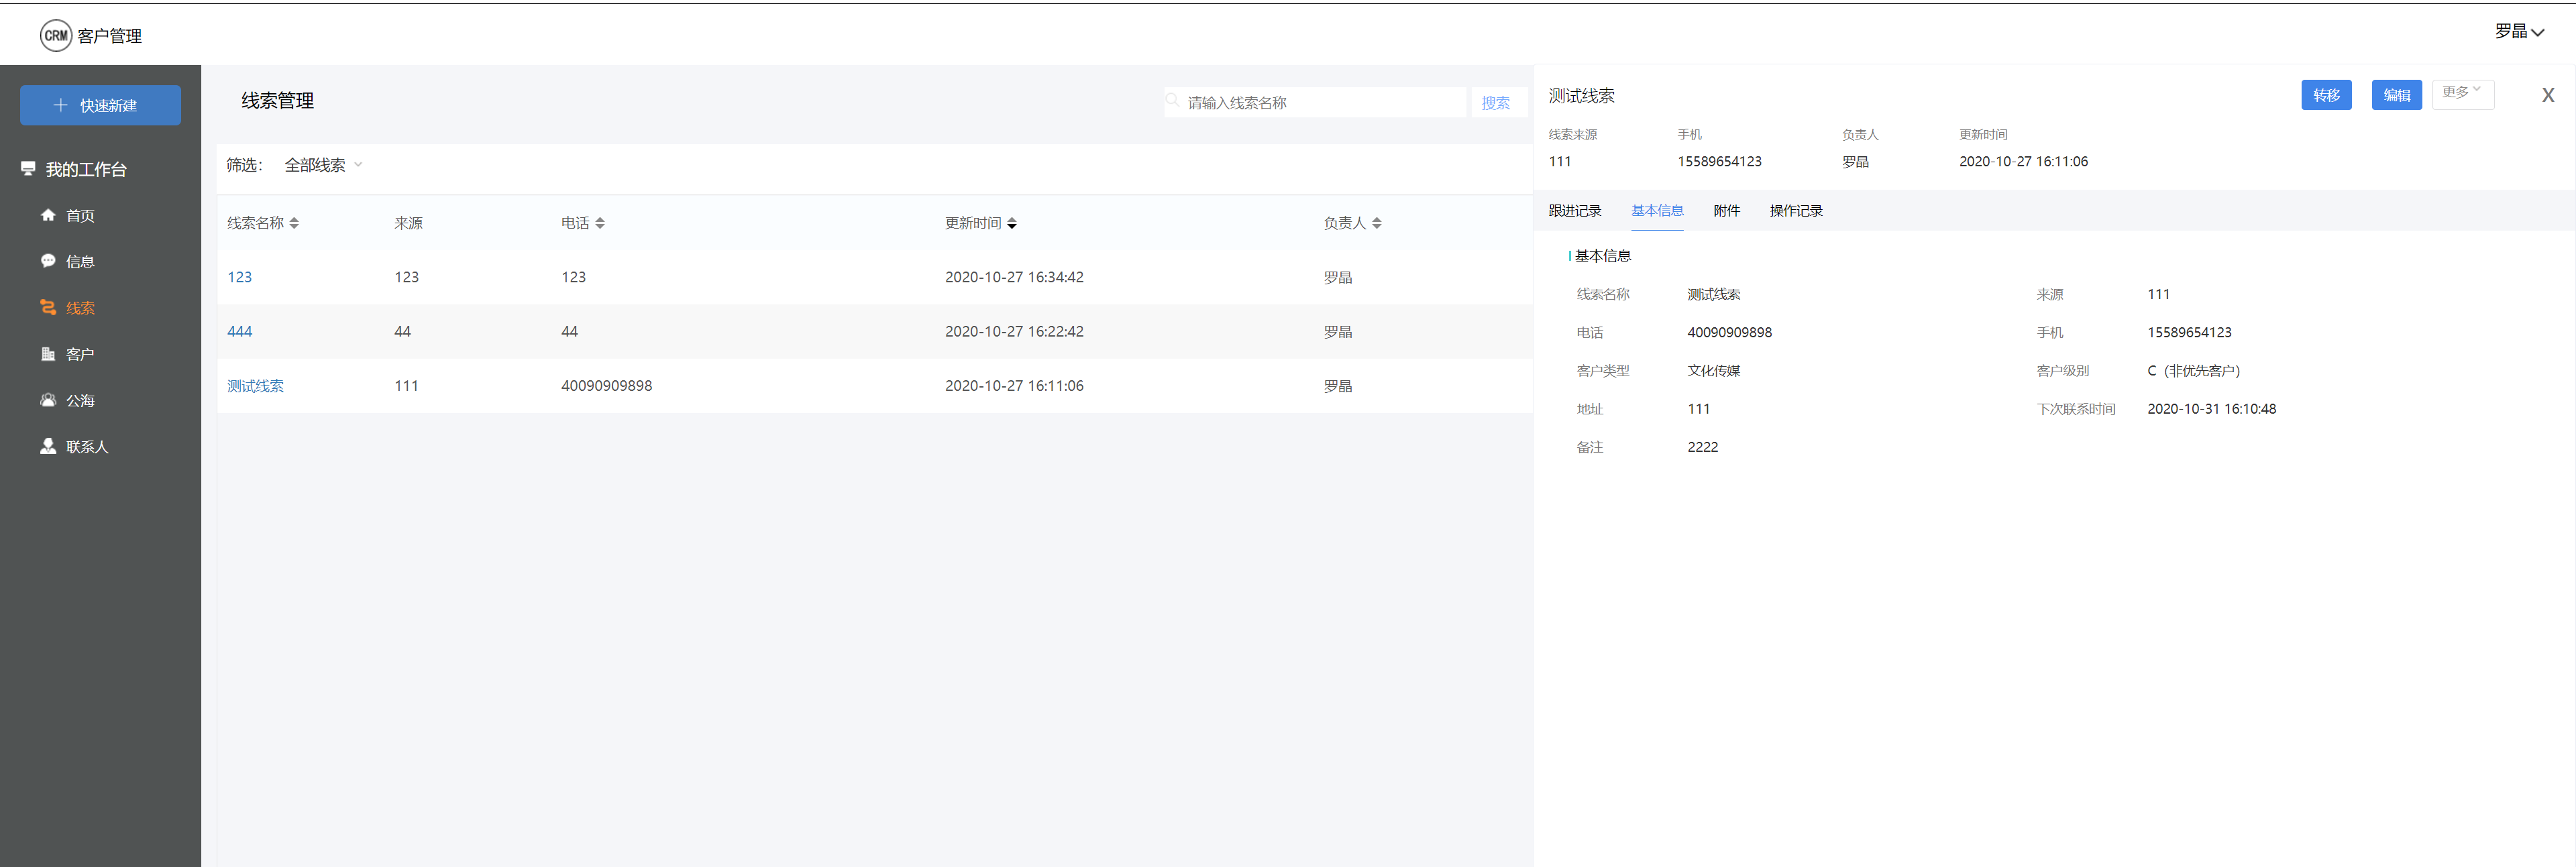 CRM 客户管理
罗晶
快速新建
我的工作台
首页
信息
线索
客户
公海
联系人
线索管理
请输入线索名称
搜索
筛选： 全部线索
线索名称 来源 电话 更新时间 负责人
123 123 123 2020-10-27 16:34:42 罗晶
444 44 44 2020-10-27 16:22:42 罗晶
测试线索 111 40090909898 2020-10-27 16:11:06 罗晶
测试线索 转移 编辑 更多 X
线索来源 手机 负责人 更新时间
111 15589654123 罗晶 2020-10-27 16:11:06
跟进记录 基本信息 附件 操作记录
基本信息
线索名称 测试线索 来源 111
电话 40090909898 手机 15589654123
客户类型 文化传媒 客户级别 C（非优先客户）
地址 111 下次联系时间 2020-10-31 16:10:48
备注 2222